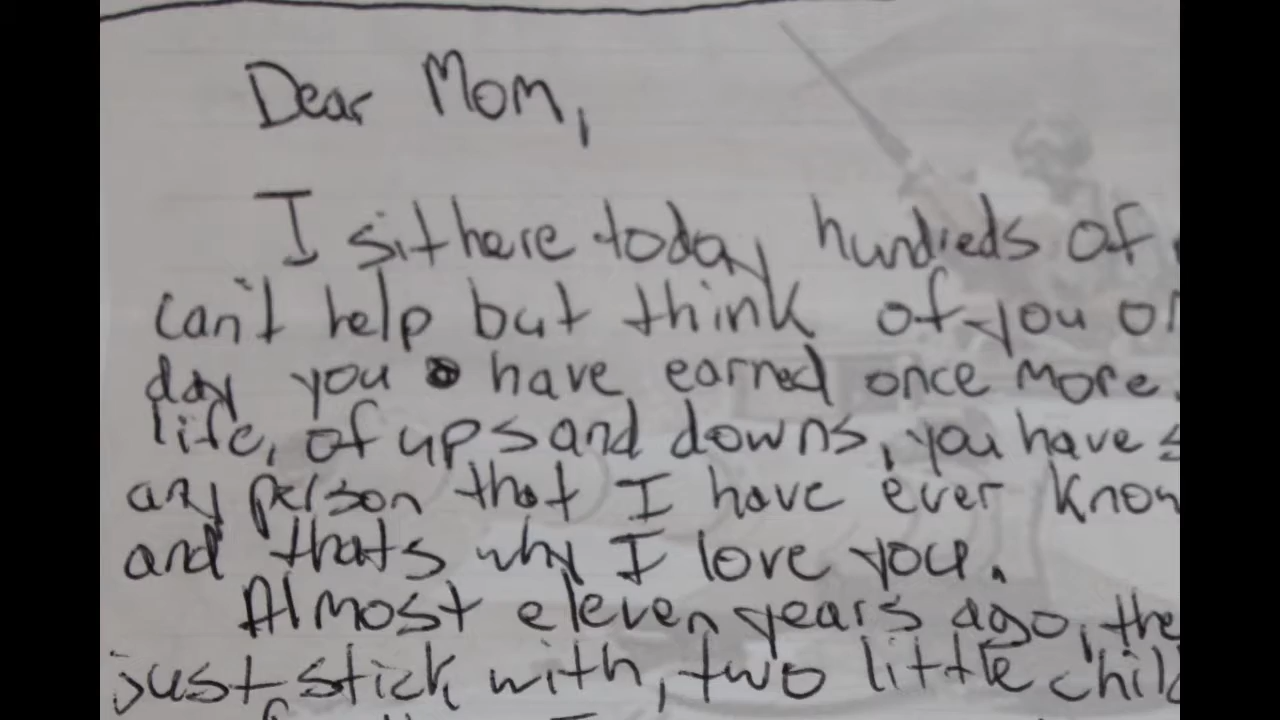 Dear Mom,
I sit here today hundreds of
can't help but think of you on
day you have earned once more.
life, of ups and downs, you have
any person that I have ever know
and thats why I love you.
Almost eleven years ago, the
just stick with, two little chil